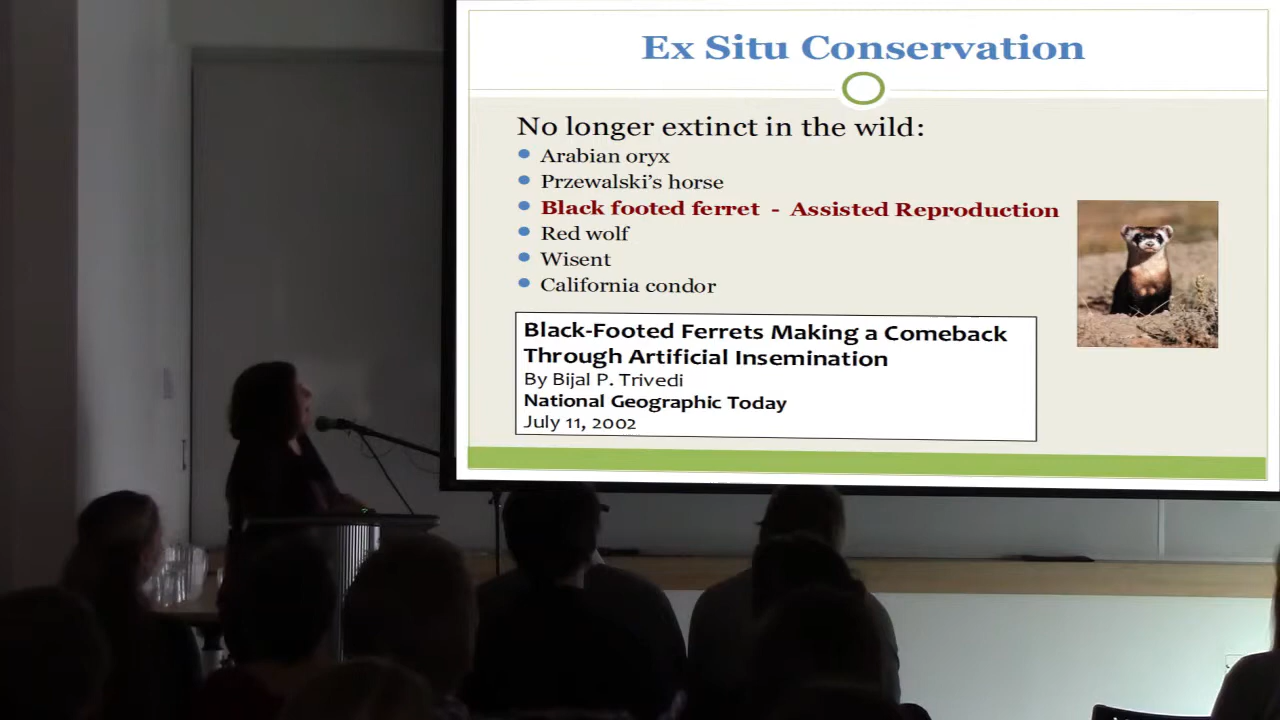 Ex Situ Conservation
No longer extinct in the wild:
Arabian oryx
Przewalski's horse
Black footed ferret - Assisted Reproduction
Red wolf
Wisent
California condor
Black-Footed Ferrets Making a Comeback
Through Artificial Insemination
By Bijal P. Trivedi
National Geographic Today
July 11, 2002